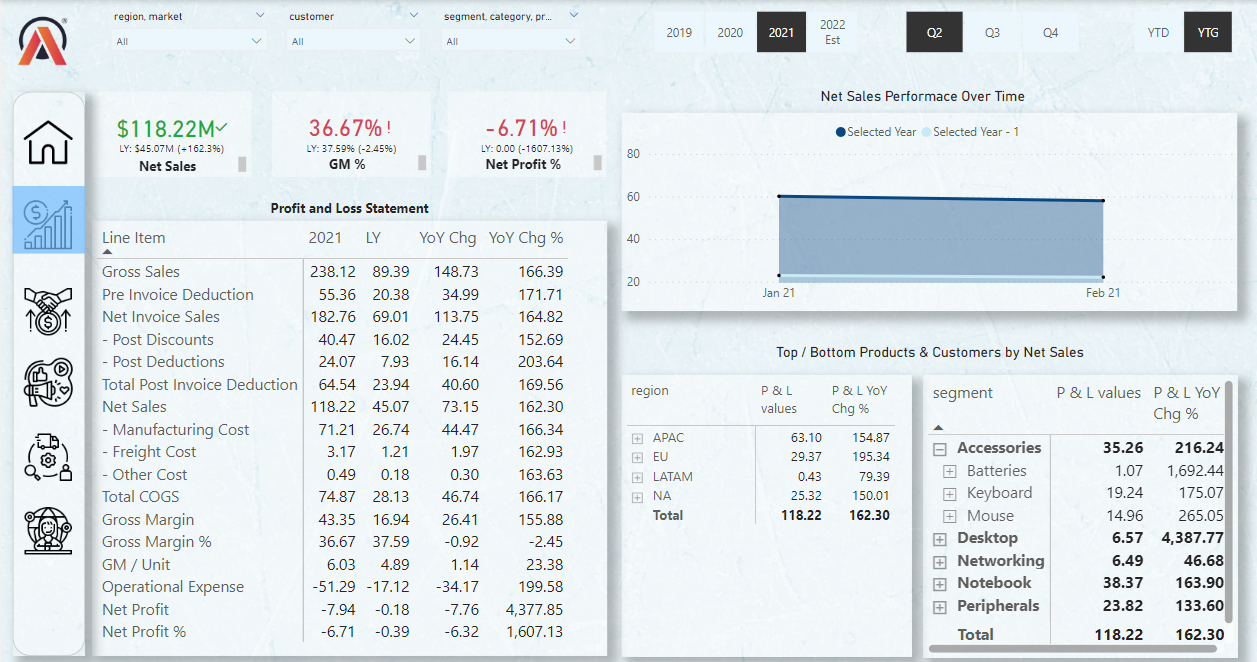 region, market
customer
segment, category, pr...
All
All
All
2019
2020
2021
2022
Est
Q2
Q3
Q4
YTD
YTG
$118.22M
LY: $45.07M (+162.3%)
Net Sales
36.67% !
LY: 37.59% (-2.45%)
GM %
-6.71% !
LY: 0.00 (-1607.13%)
Net Profit %
Net Sales Performace Over Time
Selected Year
Selected Year - 1
80
60
40
20
Jan 21
Feb 21
Profit and Loss Statement
Line Item 2021 LY YoY Chg YoY Chg %
Gross Sales 238.12 89.39 148.73 166.39
Pre Invoice Deduction 55.36 20.38 34.99 171.71
Net Invoice Sales 182.76 69.01 113.75 164.82
- Post Discounts 40.47 16.02 24.45 152.69
- Post Deductions 24.07 7.93 16.14 203.64
Total Post Invoice Deduction 64.54 23.94 40.60 169.56
Net Sales 118.22 45.07 73.15 162.30
- Manufacturing Cost 71.21 26.74 44.47 166.34
- Freight Cost 3.17 1.21 1.97 162.93
- Other Cost 0.49 0.18 0.30 163.63
Total COGS 74.87 28.13 46.74 166.17
Gross Margin 43.35 16.94 26.41 155.88
Gross Margin % 36.67 37.59 -0.92 -2.45
GM / Unit 6.03 4.89 1.14 23.38
Operational Expense -51.29 -17.12 -34.17 199.58
Net Profit -7.94 -0.18 -7.76 4,377.85
Net Profit % -6.71 -0.39 -6.32 1,607.13
Top / Bottom Products & Customers by Net Sales
region P & L P & L YoY
values Chg %
APAC 63.10 154.87
EU 29.37 195.34
LATAM 0.43 79.39
NA 25.32 150.01
Total 118.22 162.30
segment P & L values P & L YoY
Chg %
Accessories 35.26 216.24
Batteries 1.07 1,692.44
Keyboard 19.24 175.07
Mouse 14.96 265.05
Desktop 6.57 4,387.77
Networking 6.49 46.68
Notebook 38.37 163.90
Peripherals 23.82 133.60
Total 118.22 162.30